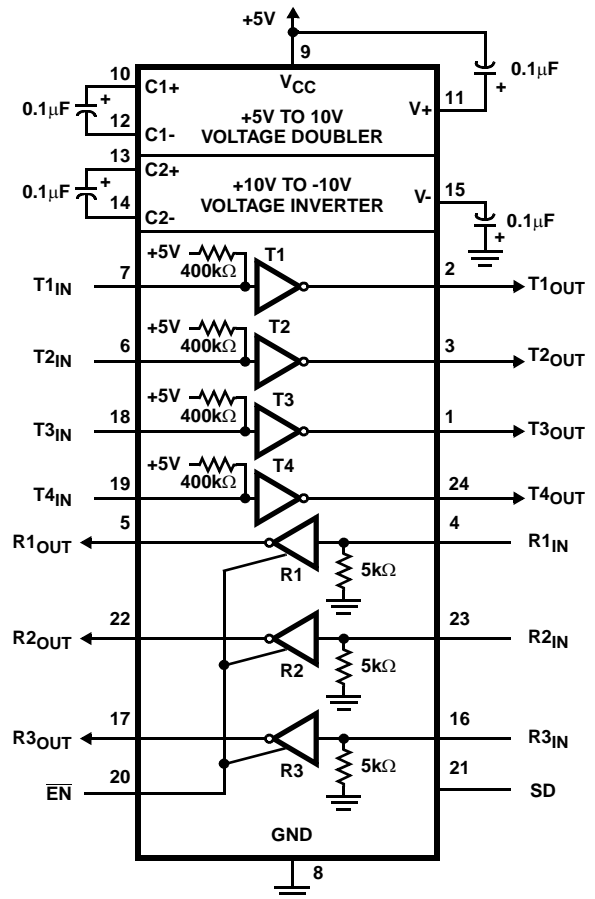 +5V
9
10
C1+
VCC
0.1µF
+
0.1µF
+
+5V TO 10V
VOLTAGE DOUBLER
V+
11
12
C1-
13
C2+
0.1µF
+
+10V TO -10V
VOLTAGE INVERTER
V-
15
14
C2-
0.1µF
+
+5V
400kΩ
T1
T1IN
7
2
T1OUT
+5V
400kΩ
T2
T2IN
6
3
T2OUT
+5V
400kΩ
T3
T3IN
18
1
T3OUT
+5V
400kΩ
T4
T4IN
19
24
T4OUT
R1OUT
5
4
R1IN
R1
5kΩ
R2OUT
22
23
R2IN
R2
5kΩ
R3OUT
17
16
R3IN
R3
5kΩ
20
E̅N̅
21
SD
GND
8